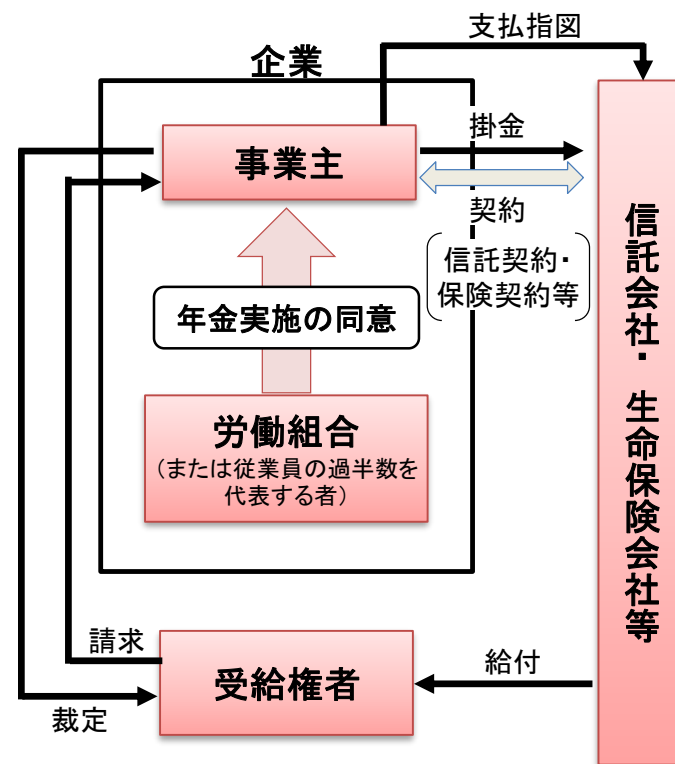 支払指図
企業
事業主
掛金
契約
信託契約・
保険契約等
年金実施の同意
労働組合
（または従業員の過半数を
代表する者）
信託会社・生命保険会社等
請求
受給権者
給付
裁定